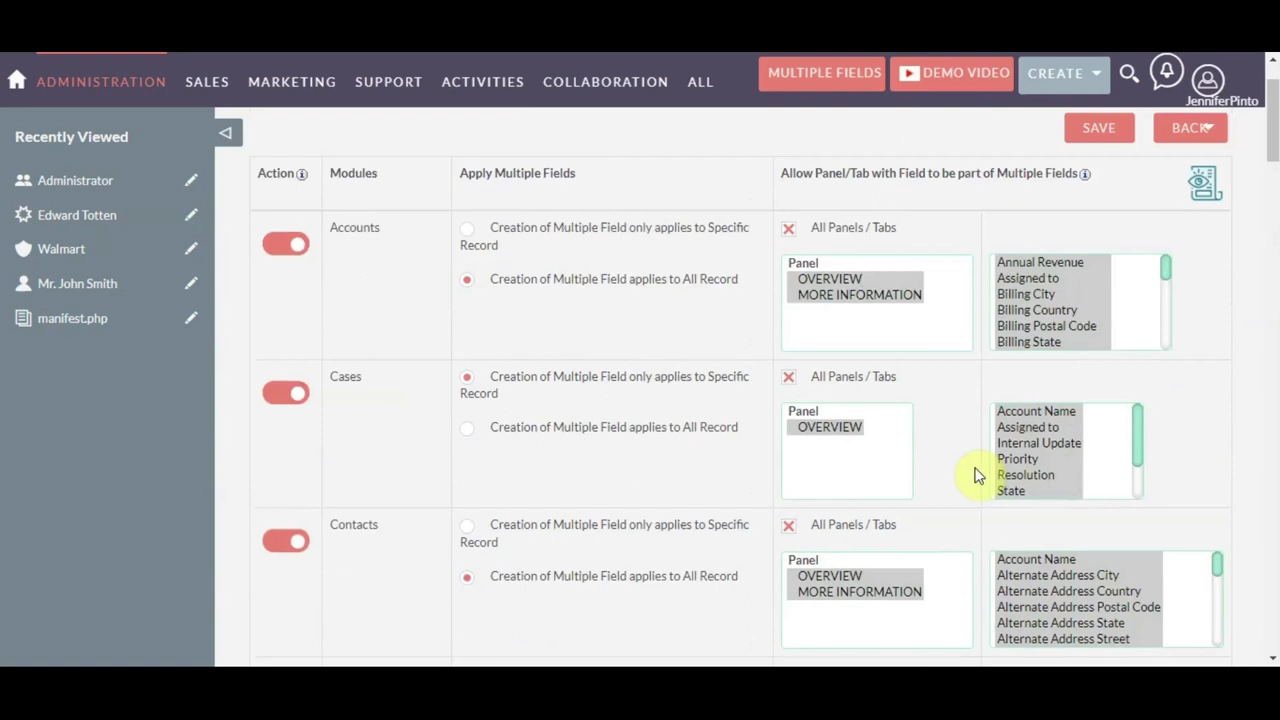 ADMINISTRATION SALES MARKETING SUPPORT ACTIVITIES COLLABORATION ALL MULTIPLE FIELDS DEMO VIDEO CREATE
JenniferPinto
Recently Viewed
Administrator
Edward Totten
Walmart
Mr. John Smith
manifest.php
SAVE BACK
Action Modules Apply Multiple Fields Allow Panel/Tab with Field to be part of Multiple Fields
Accounts
Creation of Multiple Field only applies to Specific
Record
Creation of Multiple Field applies to All Record
All Panels / Tabs
Panel
OVERVIEW
MORE INFORMATION
Annual Revenue
Assigned to
Billing City
Billing Country
Billing Postal Code
Billing State
Cases
Creation of Multiple Field only applies to Specific
Record
Creation of Multiple Field applies to All Record
All Panels / Tabs
Panel
OVERVIEW
Account Name
Assigned to
Internal Update
Priority
Resolution
State
Contacts
Creation of Multiple Field only applies to Specific
Record
Creation of Multiple Field applies to All Record
All Panels / Tabs
Panel
OVERVIEW
MORE INFORMATION
Account Name
Alternate Address City
Alternate Address Country
Alternate Address Postal Code
Alternate Address State
Alternate Address Street